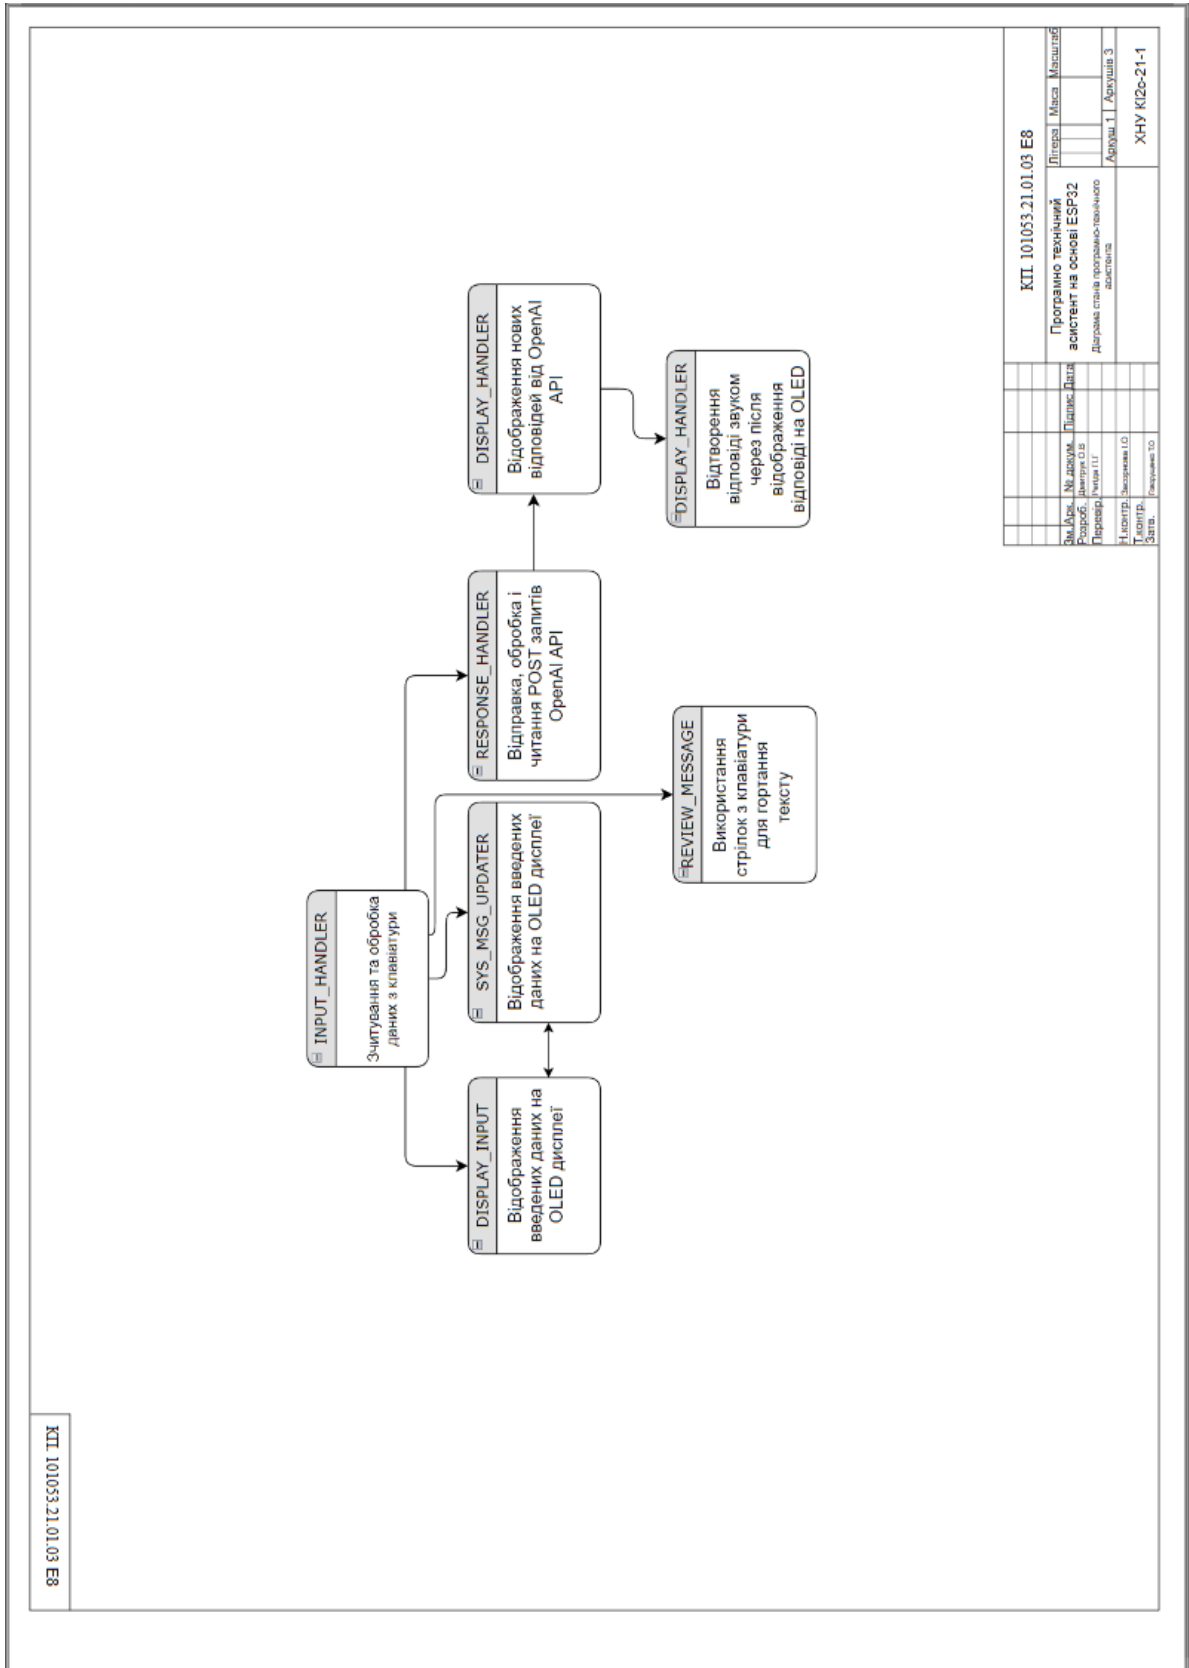 КП. 101053.21.01.03 Е8
INPUT_HANDLER
Зчитування та обробка
даних з клавіатури
DISPLAY_INPUT
Відображення
введених даних на
OLED дисплеї
SYS_MSG_UPDATER
Відображення введених
даних на OLED дисплеї
RESPONSE_HANDLER
Відправка, обробка і
читання POST запитів
OpenAI API
DISPLAY_HANDLER
Відображення нових
відповідей від OpenAI
API
REVIEW_MESSAGE
Використання
стрілок з клавіатури
для гортання
тексту
DISPLAY_HANDLER
Відтворення
відповіді звуком
через після
відображення
відповіді на OLED
КП. 101053.21.01.03 Е8
Зм. Арк. № докум. Підпис Дата
Розроб. Дмитрук О.В
Перевір.
Н.контр.
Т.контр.
Затв.
Програмно технічний
асистент на основі ESP32
Діаграма станів програмно-технічного
асистента
Літера Маса Масштаб
Аркуш 1 Аркушів 3
ХНУ КІ2с-21-1